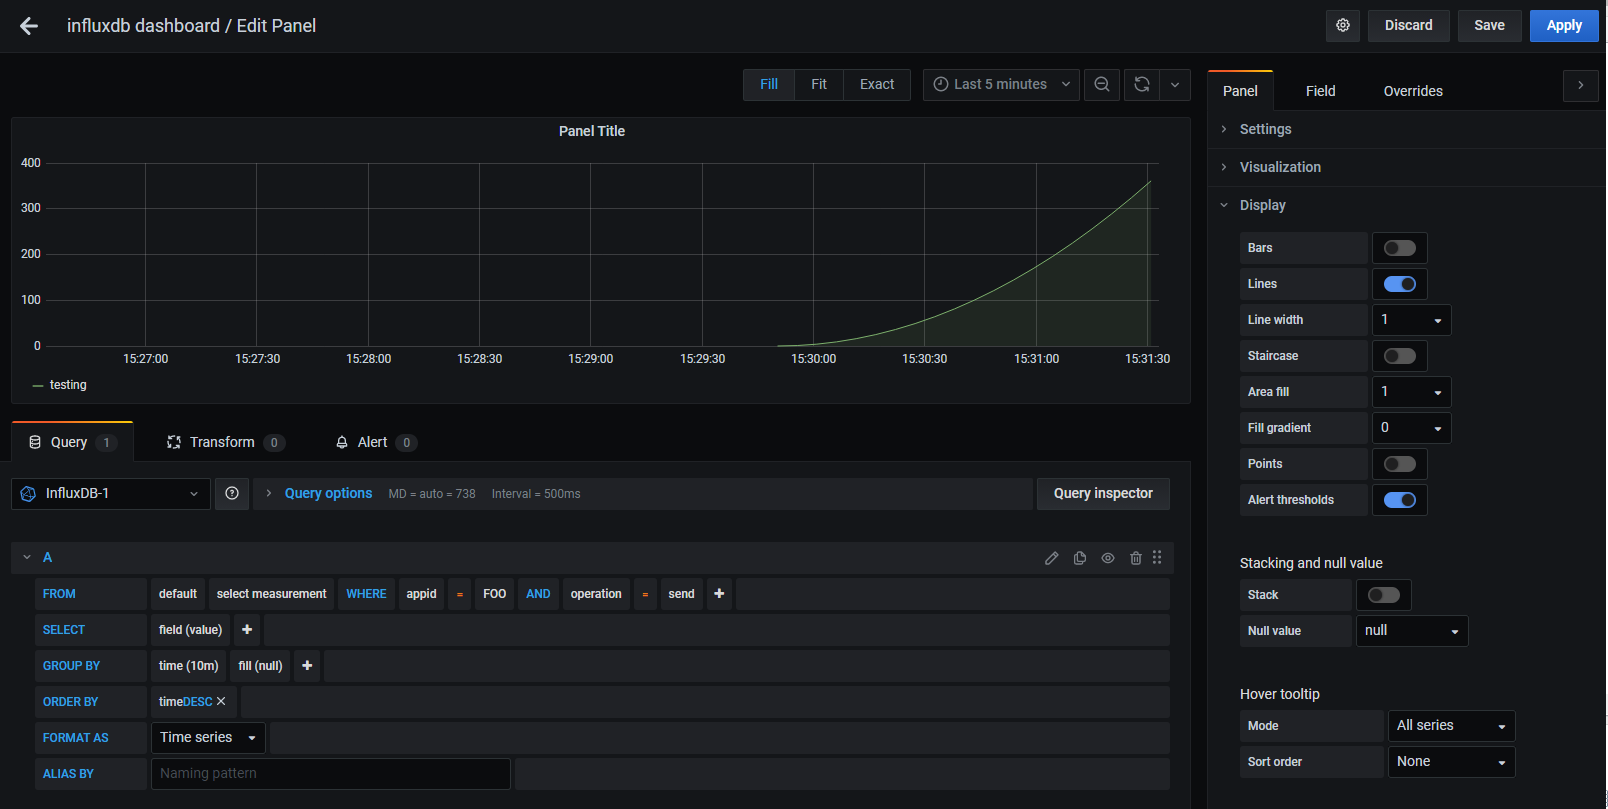 influxdb dashboard / Edit Panel
Discard
Save
Apply
Fill
Fit
Exact
Last 5 minutes
Panel
Field
Overrides
Panel Title
400
300
200
100
0
15:27:00
15:27:30
15:28:00
15:28:30
15:29:00
15:29:30
15:30:00
15:30:30
15:31:00
15:31:30
testing
Settings
Visualization
Display
Bars
Lines
Line width 1
Staircase
Area fill 1
Fill gradient 0
Points
Alert thresholds
Stacking and null value
Stack
Null value null
Hover tooltip
Mode All series
Sort order None
Query 1
Transform 0
Alert 0
InfluxDB-1
Query options MD = auto = 738 Interval = 500ms
Query inspector
A
FROM default select measurement WHERE appid = FOO AND operation = send +
SELECT field (value) +
GROUP BY time (10m) fill (null) +
ORDER BY timeDESC
FORMAT AS Time series
ALIAS BY Naming pattern